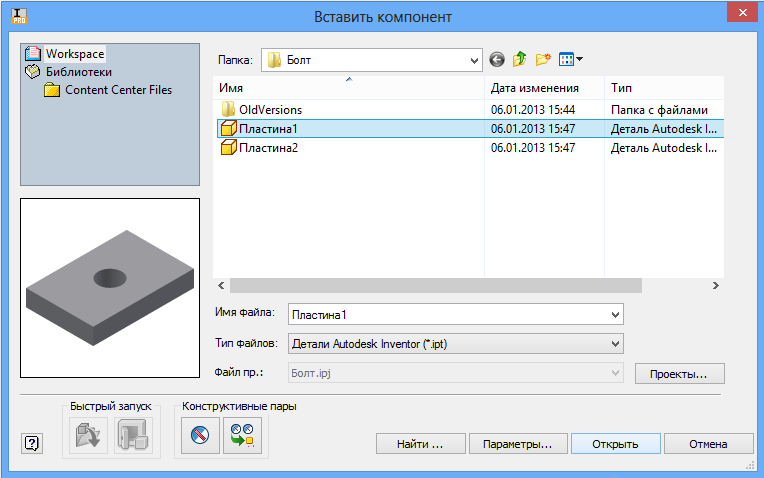 I
PRO
Вставить компонент
Workspace
Библиотеки
Content Center Files
Папка:
Болт
Имя
Дата изменения
Тип
OldVersions
06.01.2013 15:44
Папка с файлами
Пластина1
06.01.2013 15:47
Деталь Autodesk I...
Пластина2
06.01.2013 15:47
Деталь Autodesk I...
Имя файла:
Пластина1
Тип файлов:
Детали Autodesk Inventor (*.ipt)
Файл пр.:
Болт.ipj
Проекты...
Быстрый запуск
Конструктивные пары
?
Найти ...
Параметры...
Открыть
Отмена